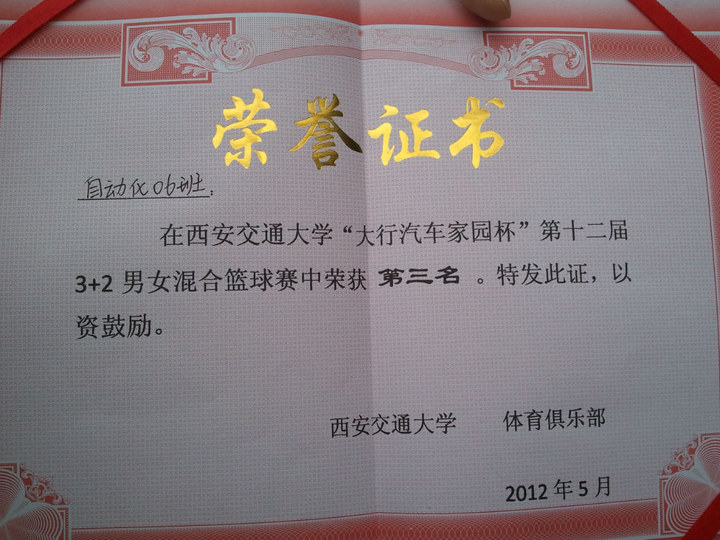 荣誉证书
自动化06班：
在西安交通大学“大行汽车家园杯”第十二届
3+2 男女混合篮球赛中荣获 第三名 。特发此证，以
资鼓励。
西安交通大学 体育俱乐部
2012 年 5 月